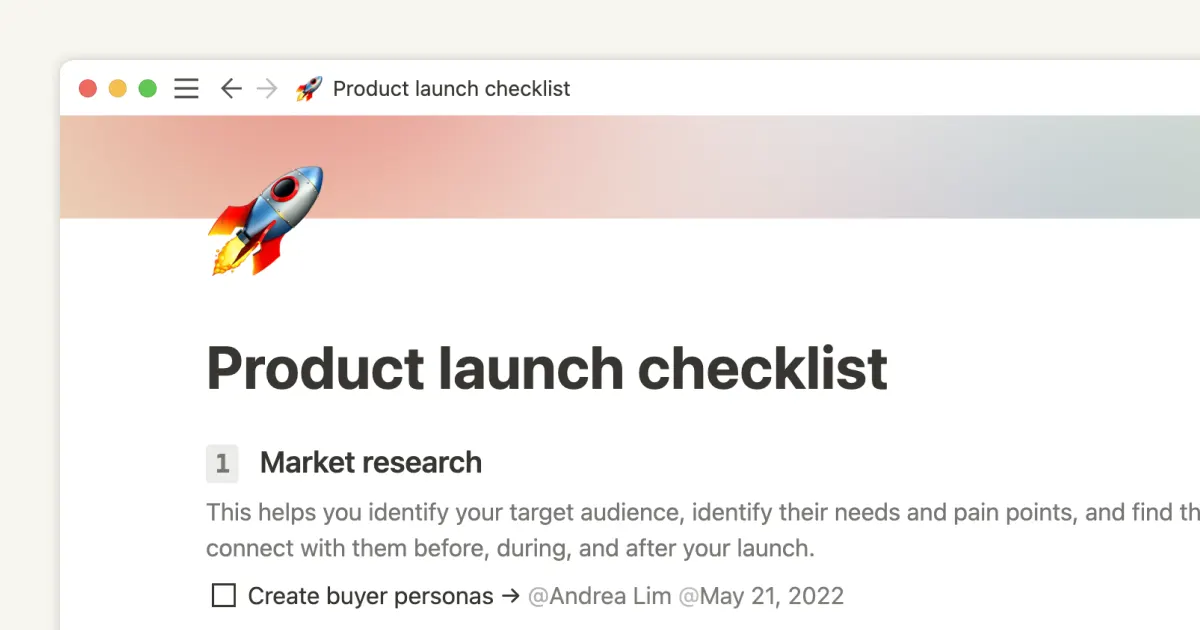 Product launch checklist
Product launch checklist
1 Market research
This helps you identify your target audience, identify their needs and pain points, and find
connect with them before, during, and after your launch.
Create buyer personas → @Andrea Lim @May 21, 2022